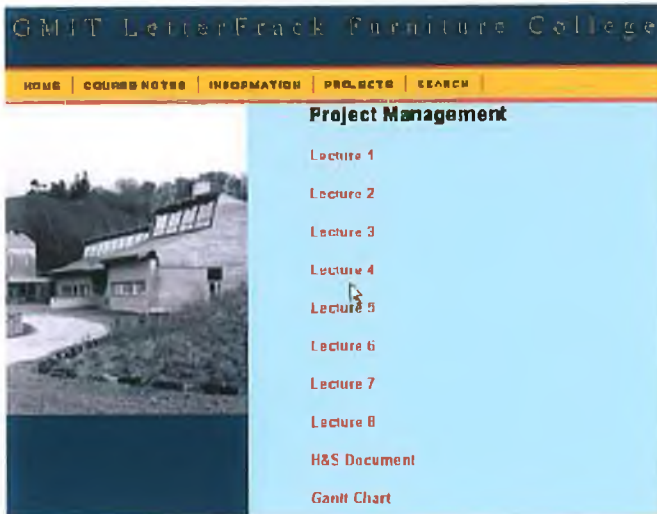 GMIT LetterFrack Furniture College
HOME | COURSE NOTES | INFORMATION | PROJECTS | SEARCH |
Project Management
Lecture 1
Lecture 2
Lecture 3
Lecture 4
Lecture 5
Lecture 6
Lecture 7
Lecture 8
H&S Document
Gantt Chart